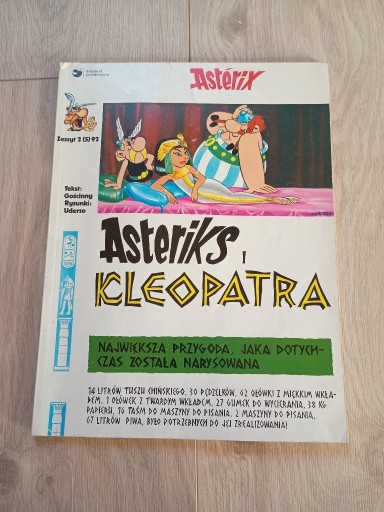 Astérix
Zeszyt 2 (5) 92
Tekst:
Gościnny
Rysunki:
Uderzo
Asteriks
I
KLEOPATRA
NAJWIĘKSZA PRZYGODA, JAKA DOTYCH-
CZAS ZOSTAŁA NARYSOWANA
14 LITRÓW TUSZU CHIŃSKIEGO, 30 PĘDZELKÓW, 62 OŁÓWKI Z MIĘKKIM WKŁA-
DEM, 1 OŁÓWEK Z TWARDYM WKŁADEM, 27 GUMEK DO WYCIERANIA, 38 KG
PAPIERU, 16 TAŚM DO MASZYNY DO PISANIA, 2 MASZYNY DO PISANIA,
67 LITRÓW PIWA, BYŁO POTRZEBNYCH DO JEJ ZREALIZOWANIA!